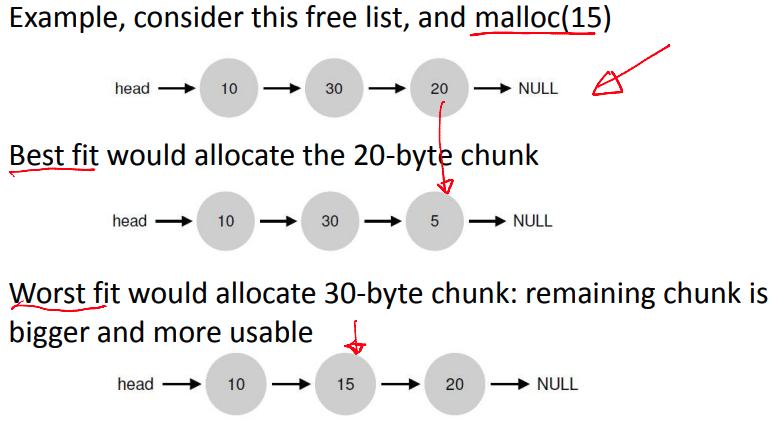 Example, consider this free list, and malloc(15)
head 10 30 20 NULL
Best fit would allocate the 20-byte chunk
head 10 30 5 NULL
Worst fit would allocate 30-byte chunk: remaining chunk is
bigger and more usable
head 10 15 20 NULL